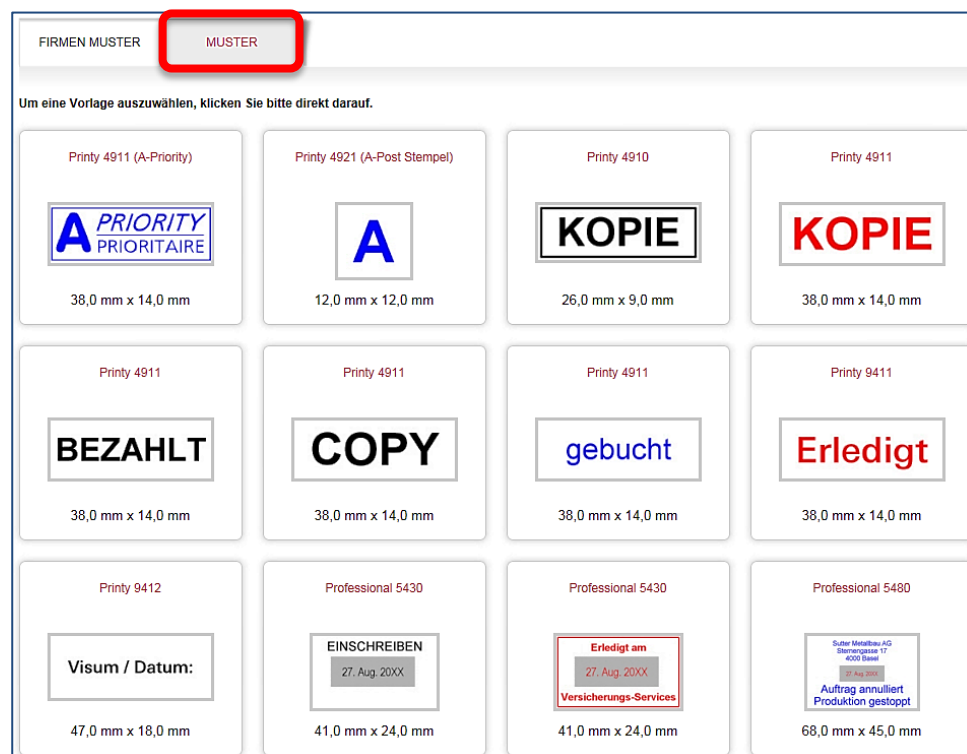 FIRMEN MUSTER
MUSTER
Um eine Vorlage auszuwählen, klicken Sie bitte direkt darauf.
Printy 4911 (A-Priority)
A PRIORITY
PRIORITAIRE
38,0 mm x 14,0 mm
Printy 4921 (A-Post Stempel)
A
12,0 mm x 12,0 mm
Printy 4910
KOPIE
26,0 mm x 9,0 mm
Printy 4911
KOPIE
38,0 mm x 14,0 mm
Printy 4911
BEZAHLT
38,0 mm x 14,0 mm
Printy 4911
COPY
38,0 mm x 14,0 mm
Printy 4911
gebucht
38,0 mm x 14,0 mm
Printy 9411
Erledigt
38,0 mm x 14,0 mm
Printy 9412
Visum / Datum:
47,0 mm x 18,0 mm
Professional 5430
EINSCHREIBEN
27. Aug. 20XX
41,0 mm x 24,0 mm
Professional 5430
Erledigt am
27. Aug. 20XX
Versicherungs-Services
41,0 mm x 24,0 mm
Professional 5480
Sutter Metallbau AG
Sternengasse 17
4000 Basel
27. Aug. 20XX
Auftrag annulliert
Produktion gestoppt
68,0 mm x 45,0 mm